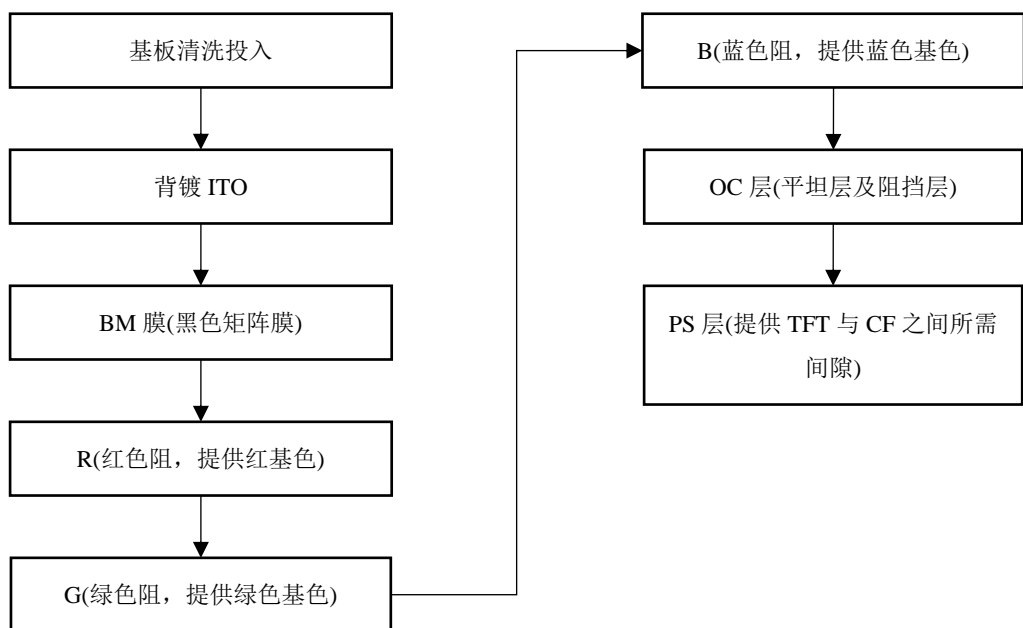 基板清洗投入
背镀 ITO
BM 膜(黑色矩阵膜)
R(红色阻，提供红基色)
G(绿色阻，提供绿色基色)
B(蓝色阻，提供蓝色基色)
OC 层(平坦层及阻挡层)
PS 层(提供 TFT 与 CF 之间所需
间隙)